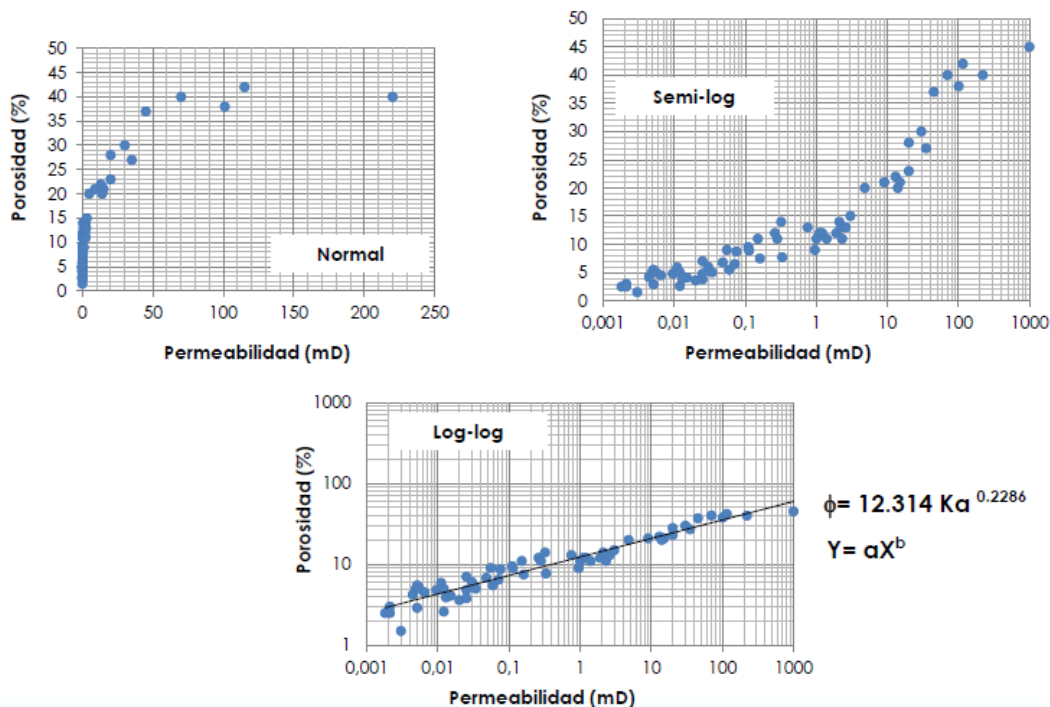 Porosidad (%)
50
45
40
35
30
25
20
15
10
5
0
Normal
0 50 100 150 200 250
Permeabilidad (mD)
Porosidad (%)
50
45
40
35
30
25
20
15
10
5
0
Semi-log
0,001 0,01 0,1 1 10 100 1000
Permeabilidad (mD)
Porosidad (%)
1000
100
10
1
Log-log
0,001 0,01 0,1 1 10 100 1000
Permeabilidad (mD)
ϕ= 12.314 Ka 0.2286
Y= aXb